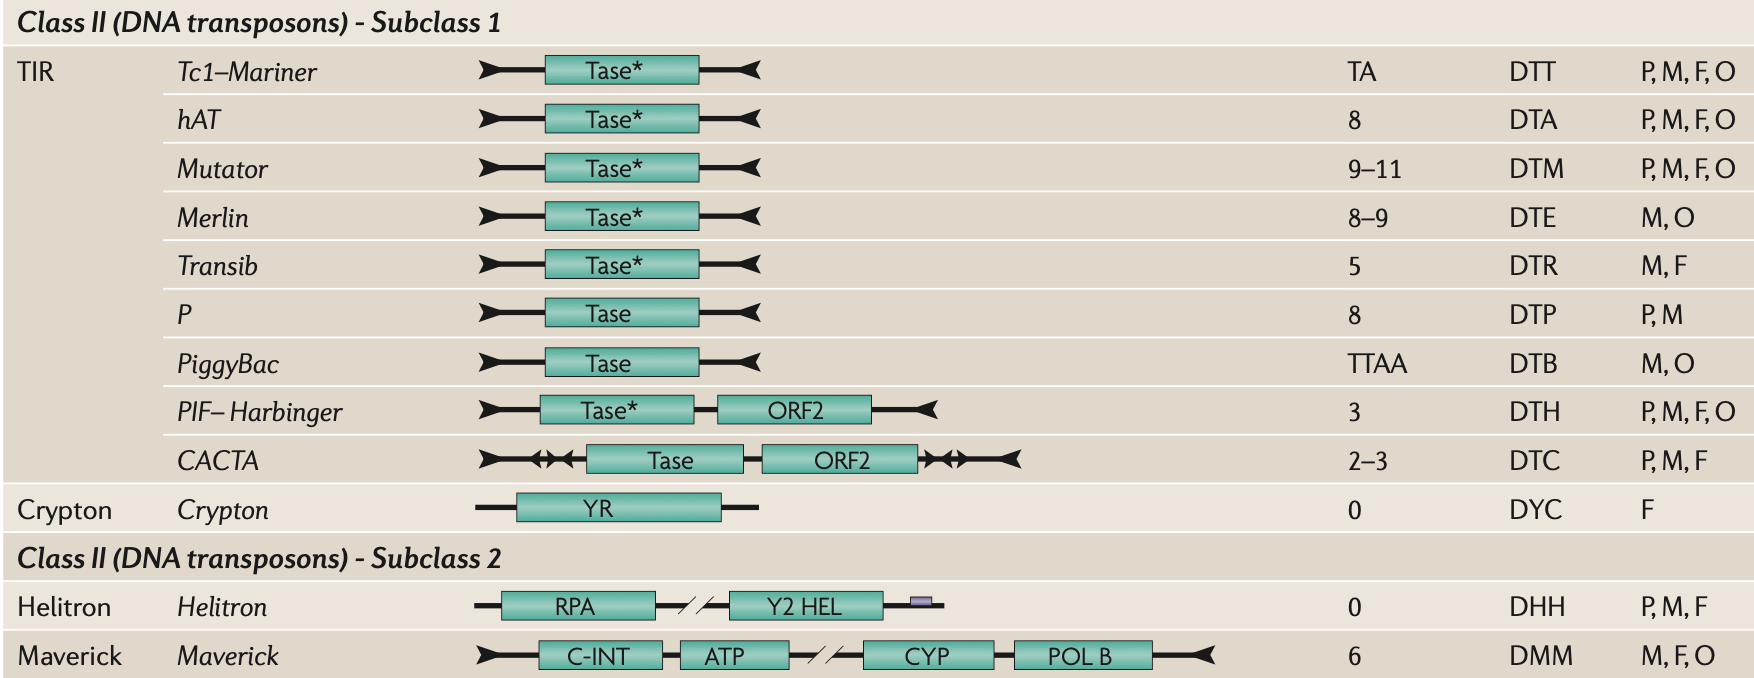 Class II (DNA transposons) - Subclass 1
TIR Tc1–Mariner Tase* TA DTT P, M, F, O
hAT Tase* 8 DTA P, M, F, O
Mutator Tase* 9–11 DTM P, M, F, O
Merlin Tase* 8–9 DTE M, O
Transib Tase* 5 DTR M, F
P Tase 8 DTP P, M
PiggyBac Tase TTAA DTB M, O
PIF– Harbinger Tase* ORF2 3 DTH P, M, F, O
CACTA Tase ORF2 2–3 DTC P, M, F
Crypton Crypton YR 0 DYC F
Class II (DNA transposons) - Subclass 2
Helitron Helitron RPA Y2 HEL 0 DHH P, M, F
Maverick Maverick C-INT ATP CYP POL B 6 DMM M, F, O